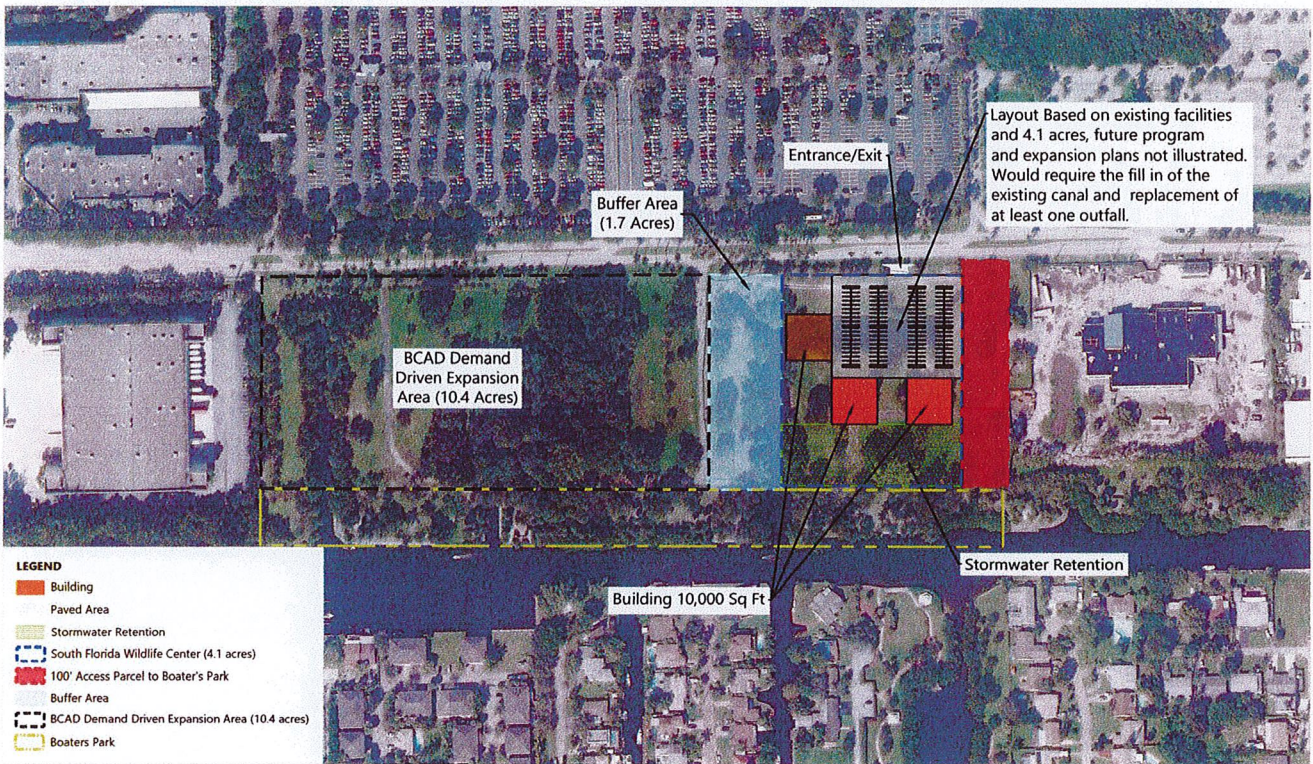 Layout Based on existing facilities
and 4.1 acres, future program
and expansion plans not illustrated.
Would require the fill in of the
existing canal and replacement of
at least one outfall.
Entrance/Exit
Buffer Area
(1.7 Acres)
BCAD Demand
Driven Expansion
Area (10.4 Acres)
Stormwater Retention
Building 10,000 Sq Ft
LEGEND
Building
Paved Area
Stormwater Retention
South Florida Wildlife Center (4.1 acres)
100' Access Parcel to Boater's Park
Buffer Area
BCAD Demand Driven Expansion Area (10.4 acres)
Boaters Park